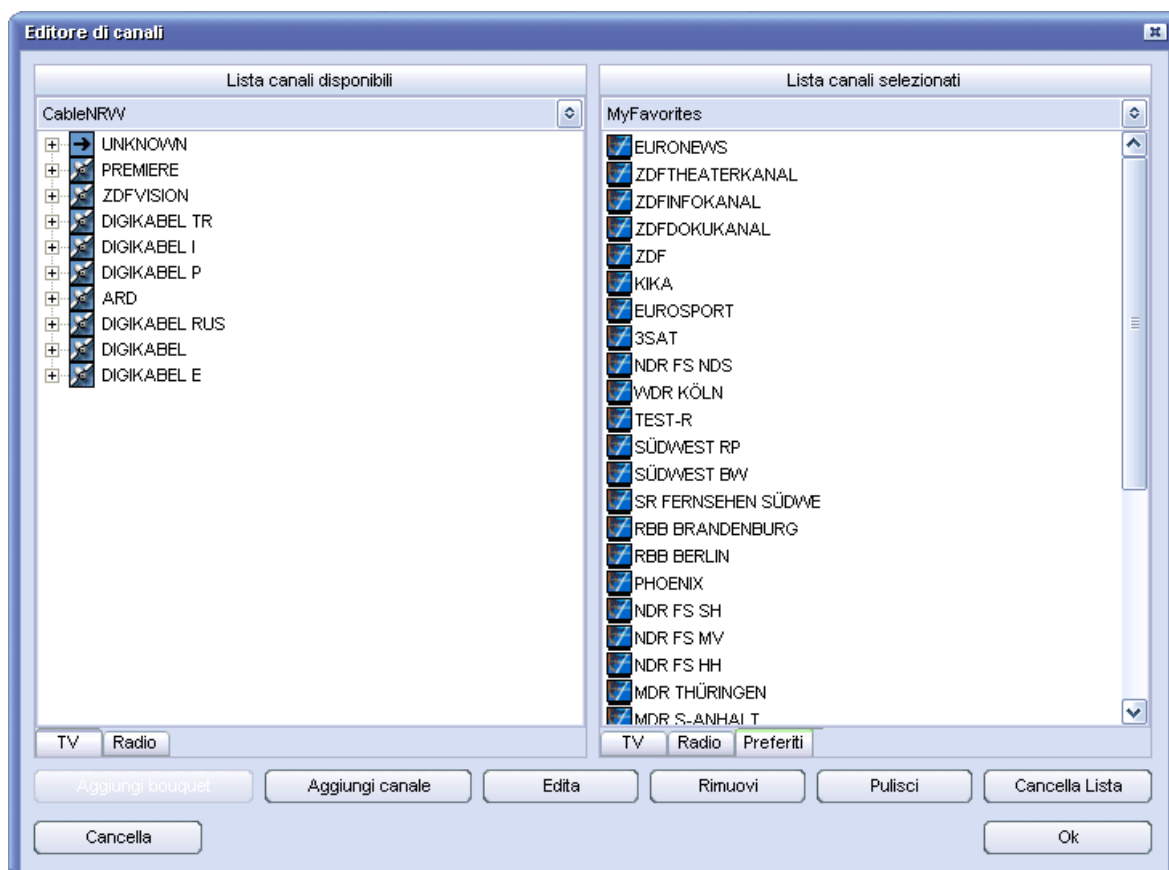 Editore di canali
Lista canali disponibili
CableNRW
UNKNOWN
PREMIERE
ZDFVISION
DIGIKABEL TR
DIGIKABEL I
DIGIKABEL P
ARD
DIGIKABEL RUS
DIGIKABEL
DIGIKABEL E
TV Radio
Lista canali selezionati
MyFavorites
EURONEWS
ZDFTHEATERKANAL
ZDFINFOKANAL
ZDFDOKUKANAL
ZDF
KIKA
EUROSPORT
3SAT
NDR FS NDS
WDR KÖLN
TEST-R
SÜDWEST RP
SÜDWEST BW
SR FERNSEHEN SÜDWE
RBB BRANDENBURG
RBB BERLIN
PHOENIX
NDR FS SH
NDR FS MV
NDR FS HH
MDR THÜRINGEN
MDR S-ANHALT
TV Radio Preferiti
Aggiungi bouquet Aggiungi canale Edita Rimuovi Pulisci Cancella Lista
Cancella Ok